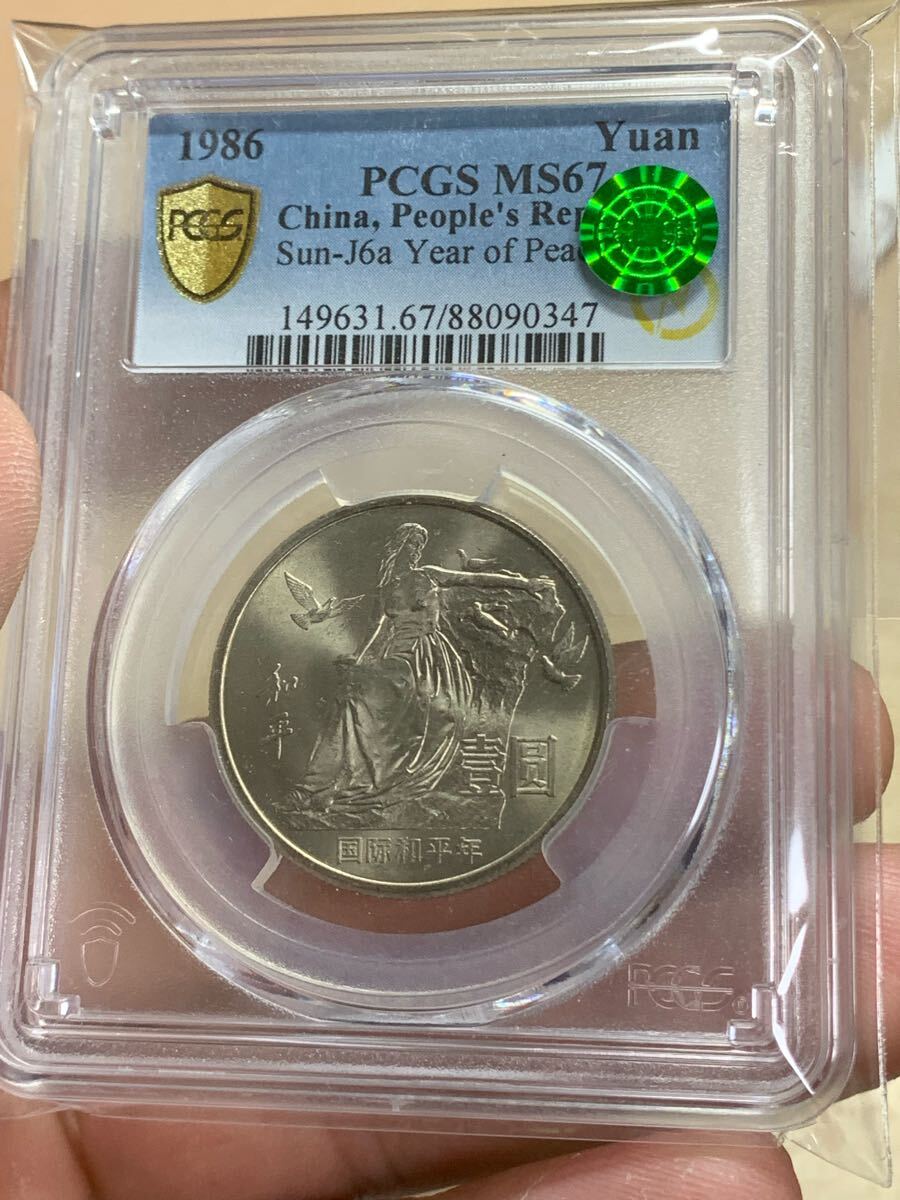 1986 Yuan
PCGS MS67
PCGS
China, People's Rep
Sun-J6a Year of Pea
149631.67/88090347
和平
壹圆
国际和平年
PCGS